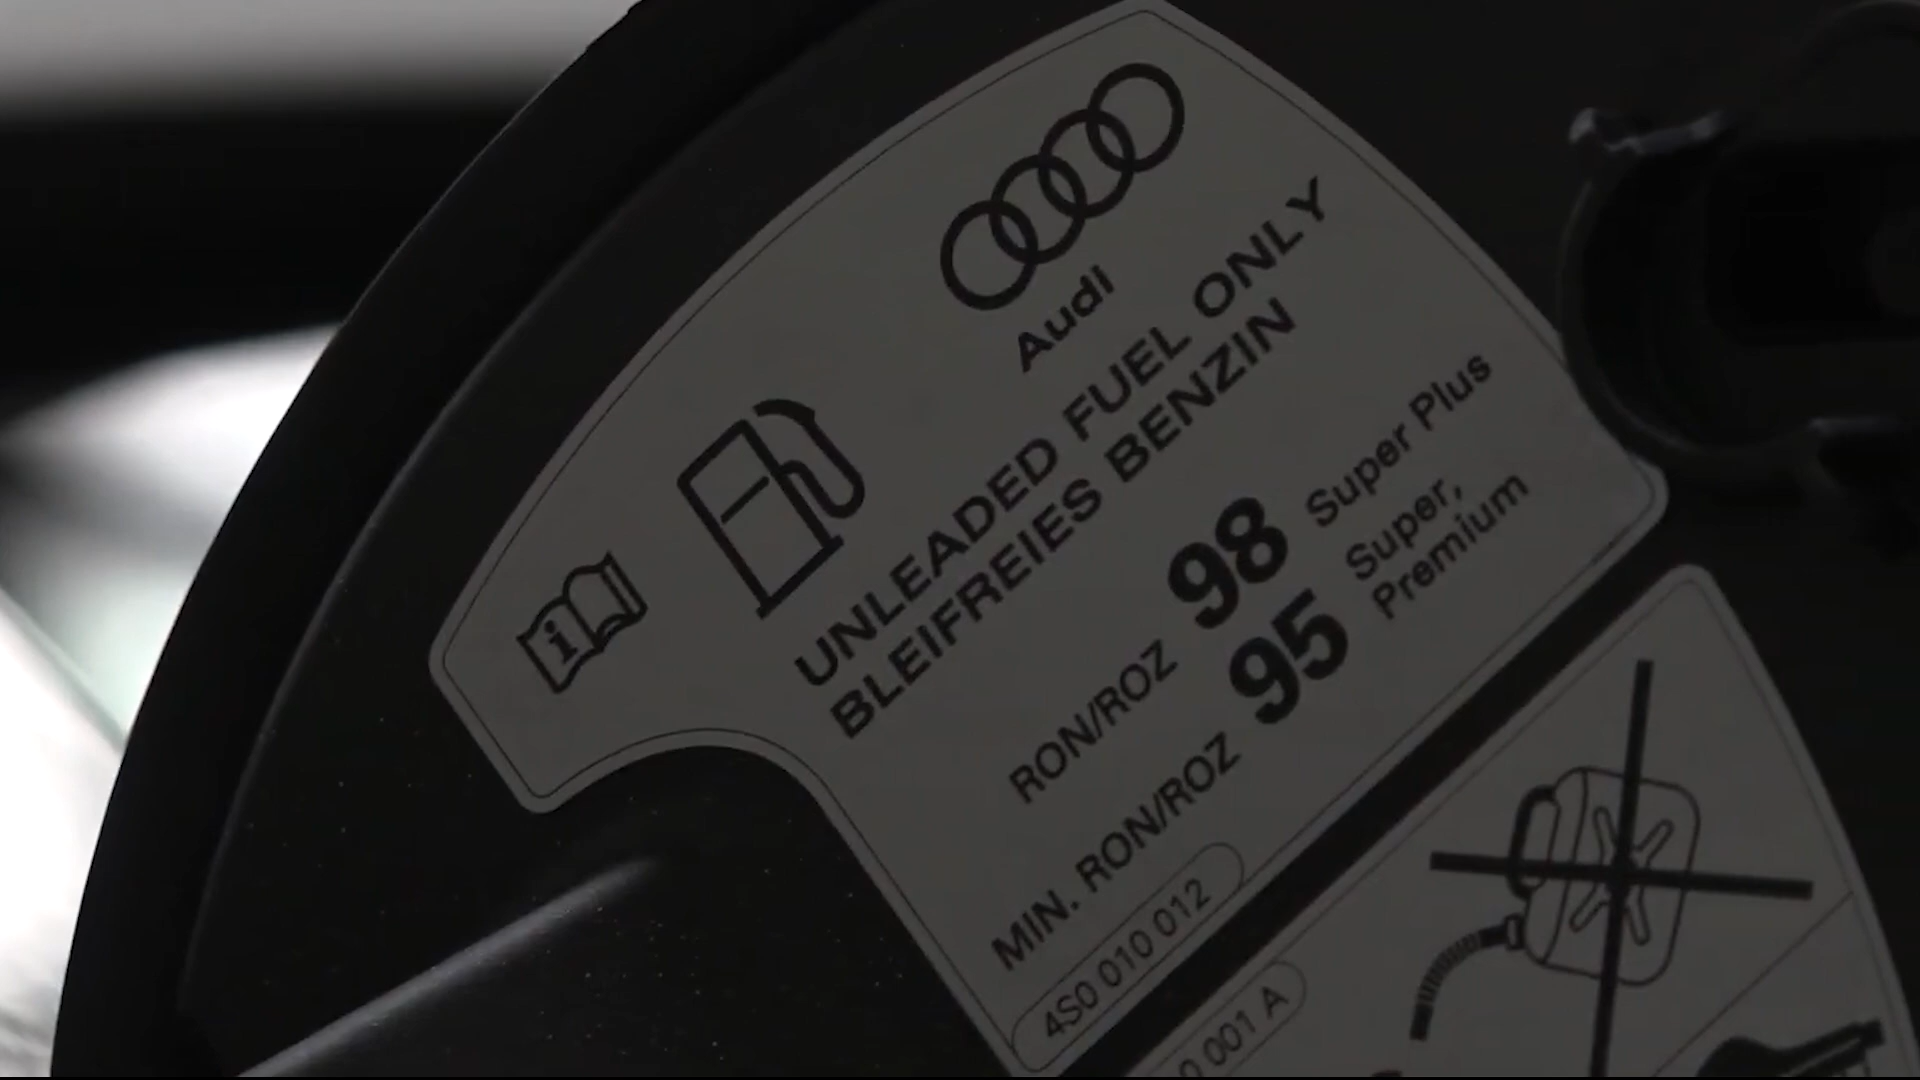 Audi
UNLEADED FUEL ONLY
BLEIFREIES BENZIN
RON/ROZ 98 Super Plus
MIN. RON/ROZ 95 Super,
Premium
4S0 010 012
0 001 A
i